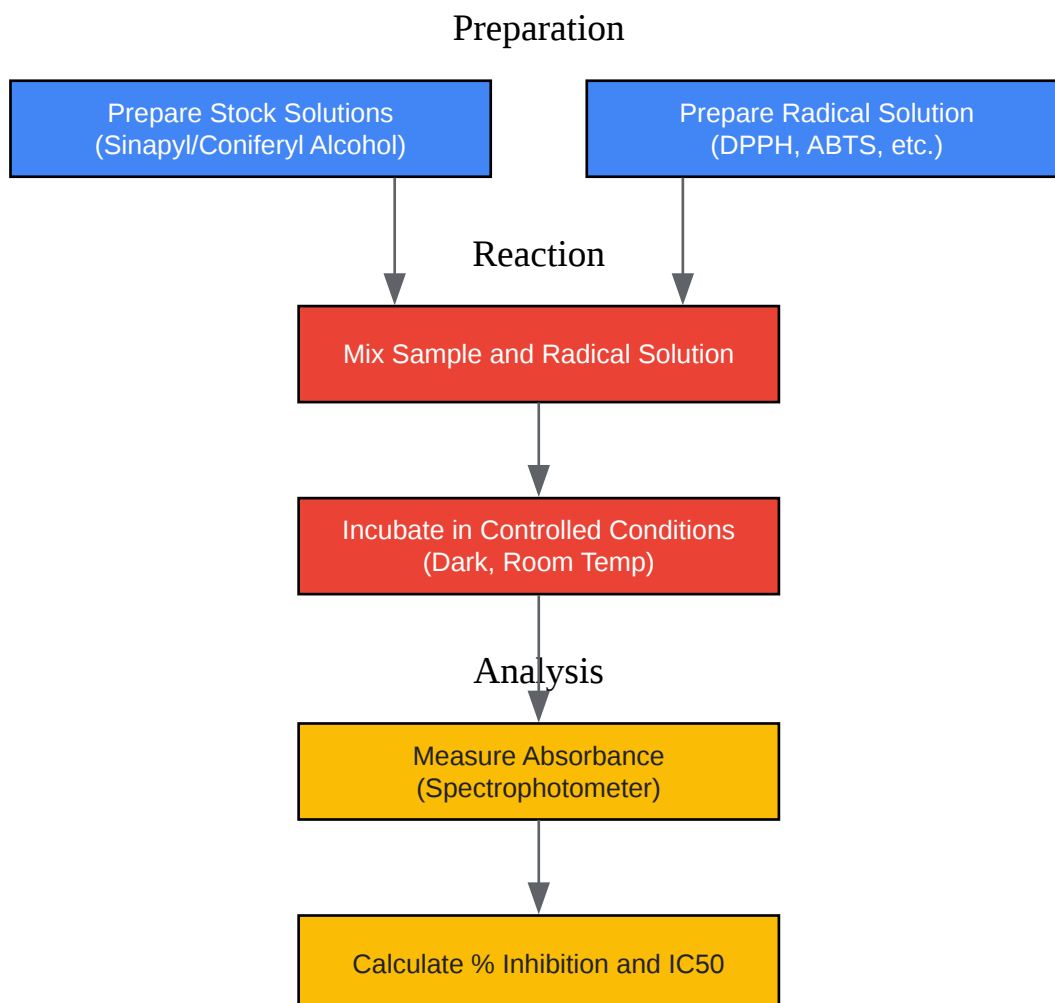 Preparation
Prepare Stock Solutions
(Sinapyl/Coniferyl Alcohol)
Prepare Radical Solution
(DPPH, ABTS, etc.)
Reaction
Mix Sample and Radical Solution
Incubate in Controlled Conditions
(Dark, Room Temp)
Analysis
Measure Absorbance
(Spectrophotometer)
Calculate % Inhibition and IC50